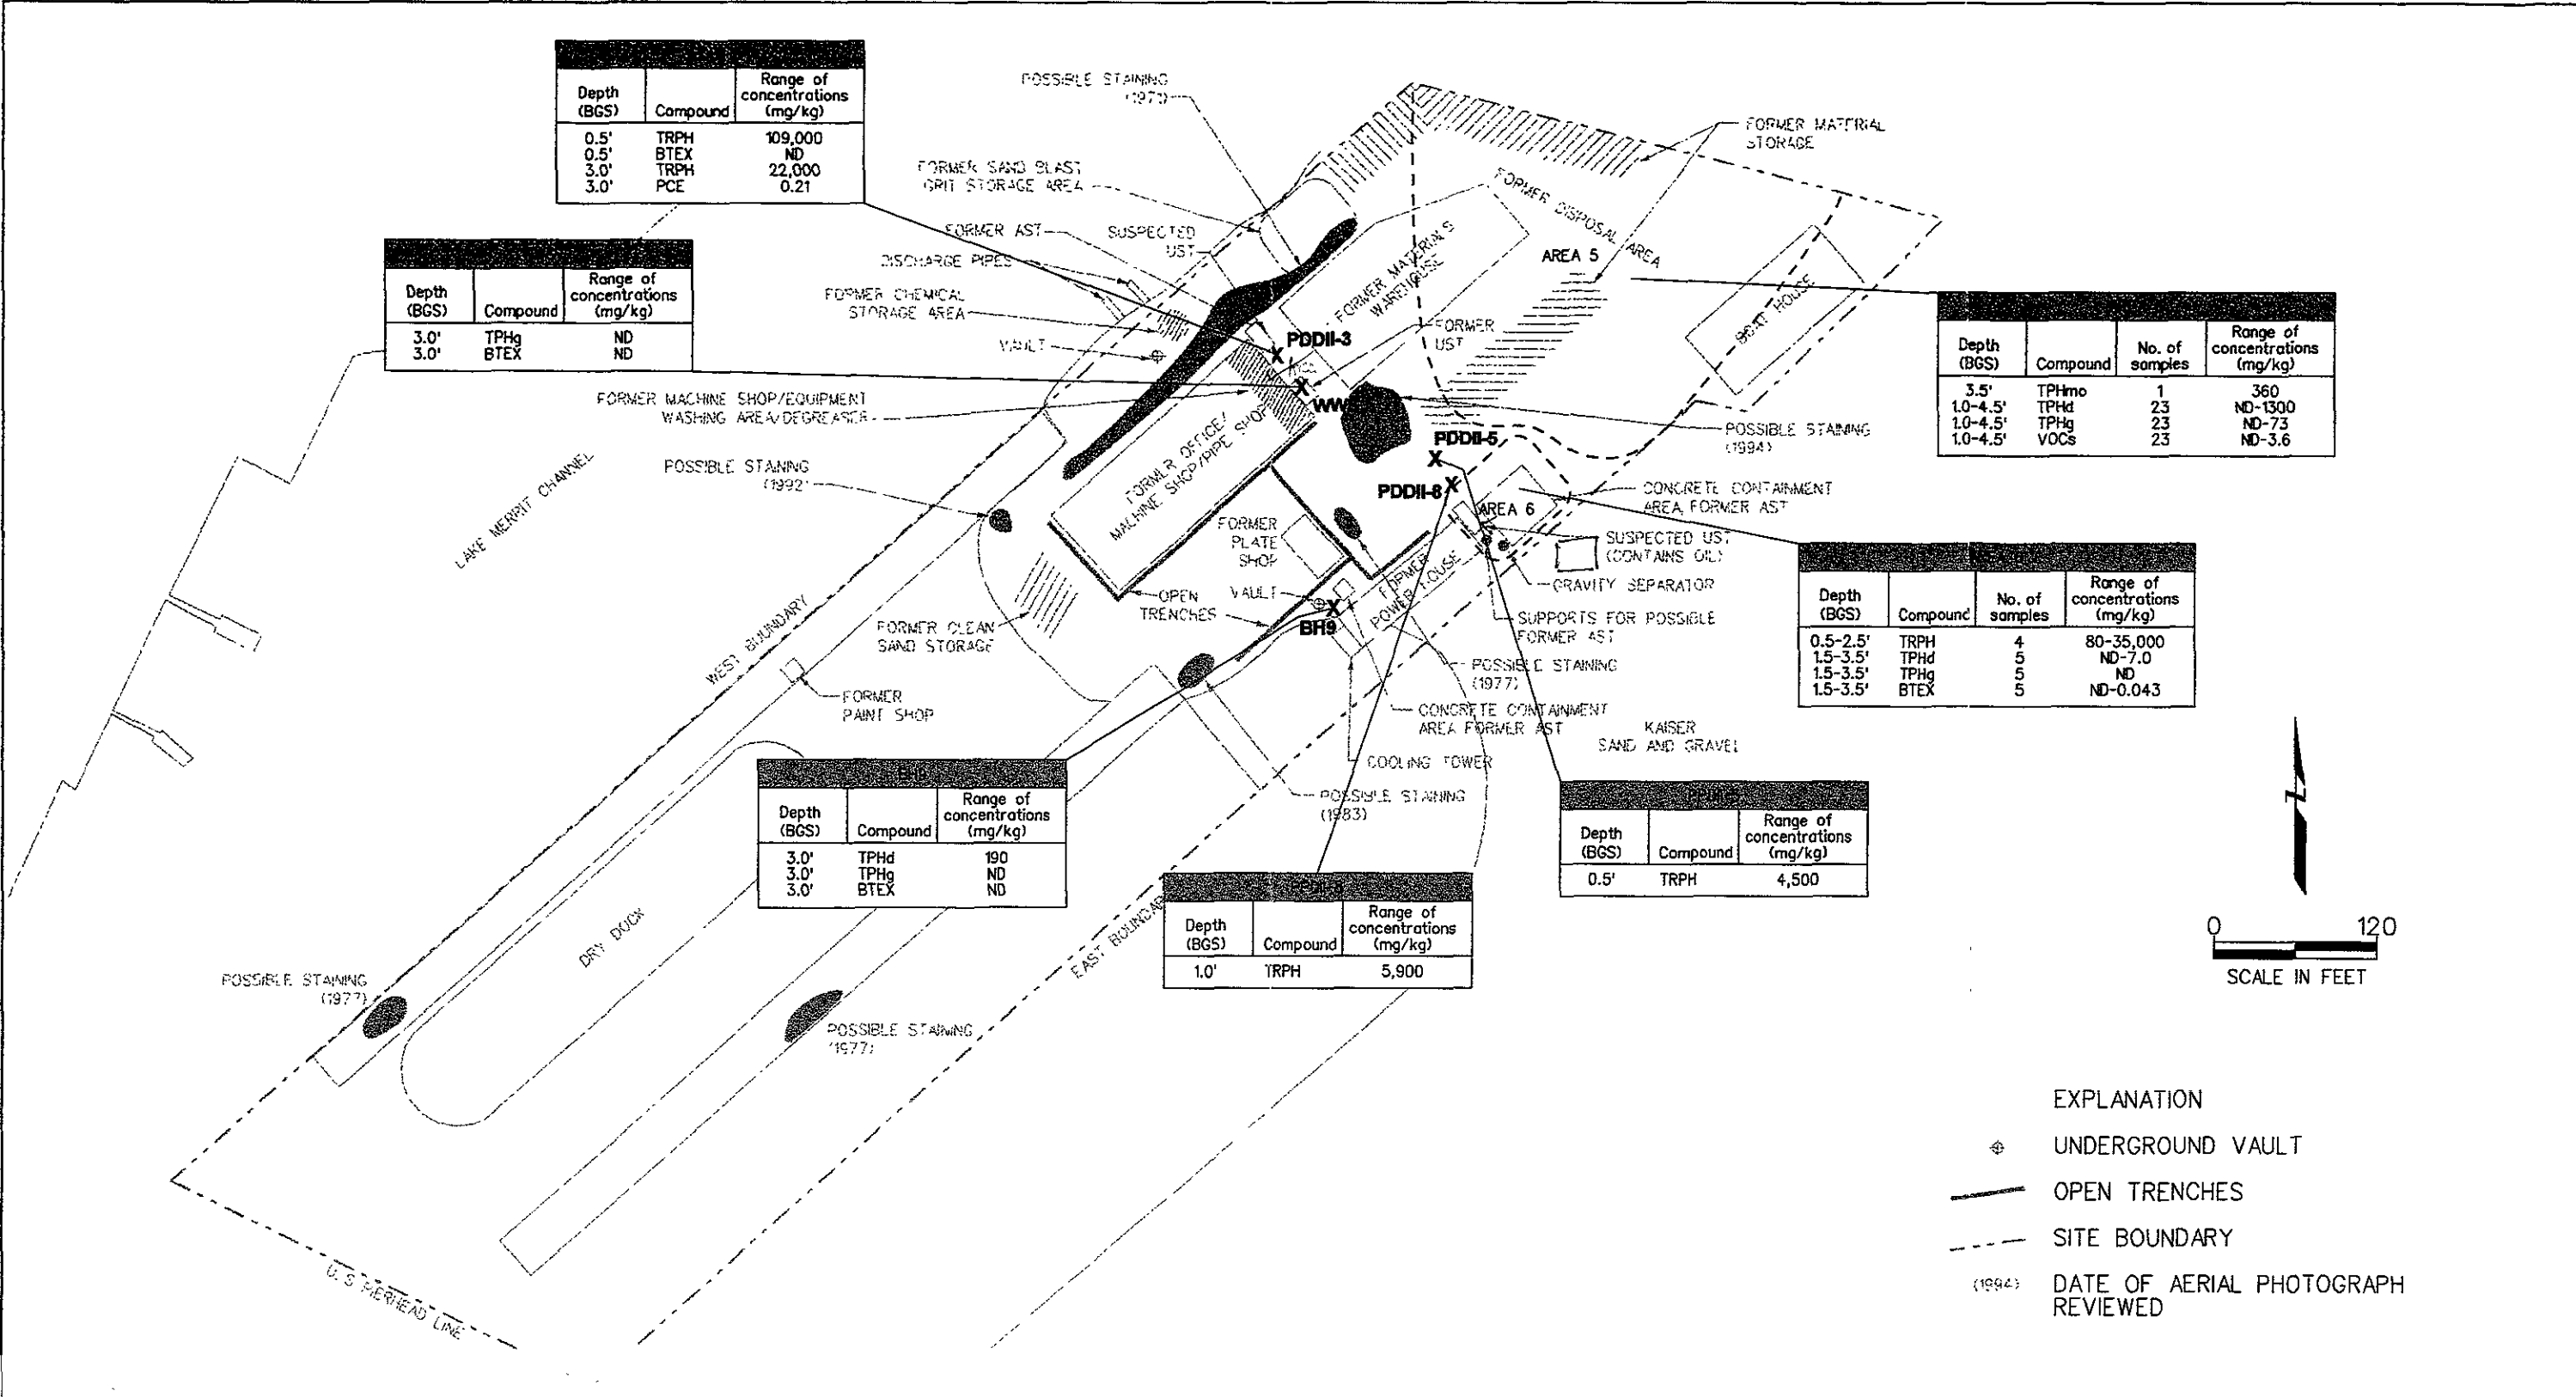 Depth (BGS) Compound Range of concentrations (mg/kg)
0.5' TRPH 109,000
0.5' BTEX ND
3.0' TRPH 22,000
3.0' PCE 0.21
POSSIBLE STAINING
(1971)
FORMER MATERIAL
STORAGE
FORMER SAND BLAST
GRIT STORAGE AREA
FORMER AST
SUSPECTED
UST
DISCHARGE PIPES
FORMER CHEMICAL
STORAGE AREA
VAULT
FORMER DISPOSAL AREA
AREA 5
FORMER MATERIALS
WAREHOUSE
BOAT HOUSE
Depth (BGS) Compound Range of concentrations (mg/kg)
3.0' TPHg ND
3.0' BTEX ND
Depth (BGS) Compound No. of samples Range of concentrations (mg/kg)
3.5' TPHmo 1 360
1.0-4.5' TPHd 23 ND-1300
1.0-4.5' TPHg 23 ND-73
1.0-4.5' VOCs 23 ND-3.6
PDDII-3
FORMER
UST
WW
FORMER MACHINE SHOP/EQUIPMENT
WASHING AREA/DEGREASER
FORMER OFFICE/
MACHINE SHOP/PIPE SHOP
POSSIBLE STAINING
(1994)
PDDII-5
PDDII-8
AREA 6
CONCRETE CONTAINMENT
AREA, FORMER AST
SUSPECTED UST
(CONTAINS OIL)
GRAVITY SEPARATOR
SUPPORTS FOR POSSIBLE
FORMER AST
LAKE MERRIT CHANNEL
POSSIBLE STAINING
(1992)
FORMER
PLATE
SHOP
VAULT
OPEN
TRENCHES
BH9
FORMER
POWER HOUSE
POSSIBLE STAINING
(1977)
CONCRETE CONTAINMENT
AREA FORMER AST
COOLING TOWER
POSSIBLE STAINING
(1983)
FORMER CLEAN
SAND STORAGE
WEST BOUNDARY
FORMER
PAINT SHOP
KAISER
SAND AND GRAVEL
Depth (BGS) Compound No. of samples Range of concentrations (mg/kg)
0.5-2.5' TRPH 4 80-35,000
1.5-3.5' TPHd 5 ND-7.0
1.5-3.5' TPHg 5 ND
1.5-3.5' BTEX 5 ND-0.043
BH9
Depth (BGS) Compound Range of concentrations (mg/kg)
3.0' TPHd 190
3.0' TPHg ND
3.0' BTEX ND
Depth (BGS) Compound Range of concentrations (mg/kg)
0.5' TRPH 4,500
Depth (BGS) Compound Range of concentrations (mg/kg)
1.0' TRPH 5,900
DRY DOCK
EAST BOUNDARY
POSSIBLE STAINING
(1977)
POSSIBLE STAINING
(1977)
U.S PIERHEAD LINE
0 120
SCALE IN FEET
EXPLANATION
UNDERGROUND VAULT
OPEN TRENCHES
SITE BOUNDARY
(1994) DATE OF AERIAL PHOTOGRAPH
REVIEWED